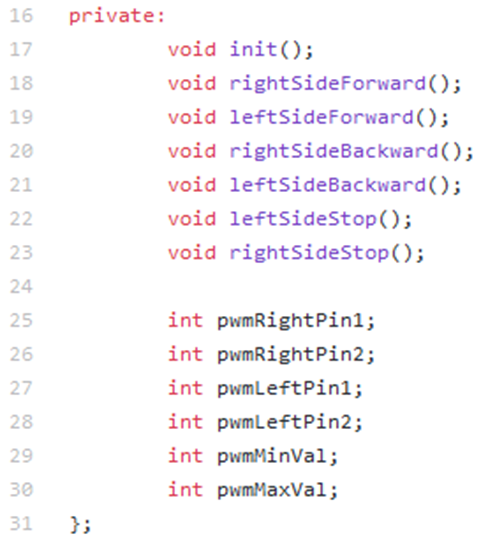 16 private:
17 void init();
18 void rightSideForward();
19 void leftSideForward();
20 void rightSideBackward();
21 void leftSideBackward();
22 void leftSideStop();
23 void rightSideStop();
24
25 int pwmRightPin1;
26 int pwmRightPin2;
27 int pwmLeftPin1;
28 int pwmLeftPin2;
29 int pwmMinVal;
30 int pwmMaxVal;
31 };